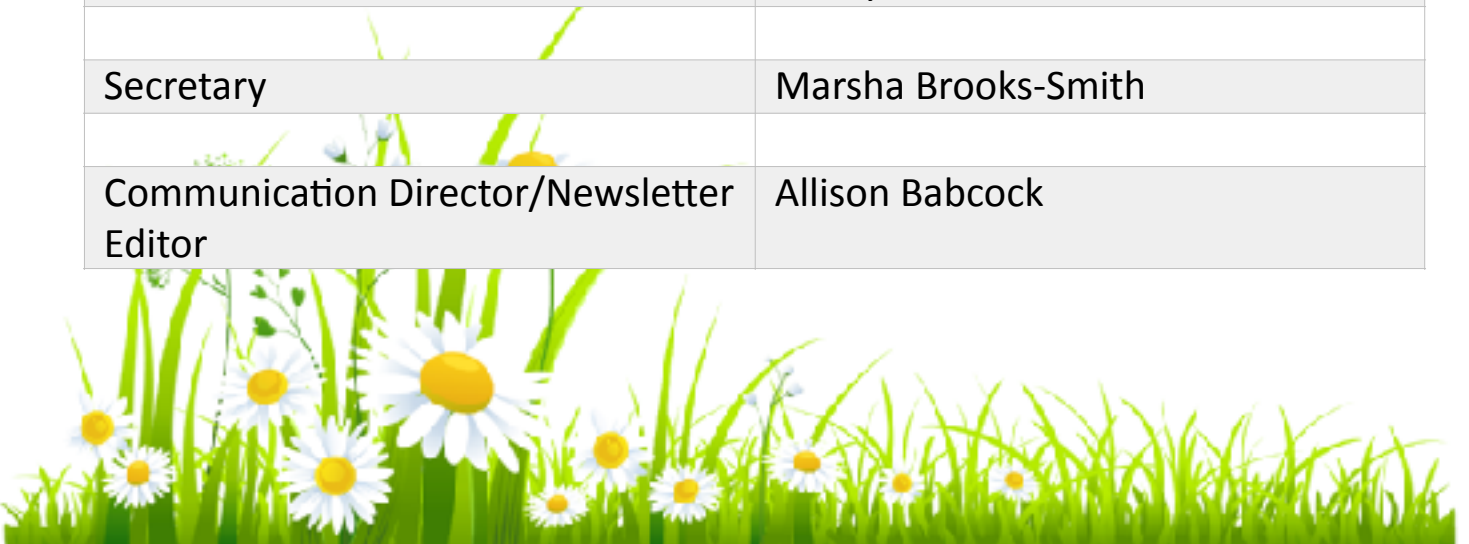 Secretary Marsha Brooks-Smith
Communication Director/Newsletter Allison Babcock
Editor